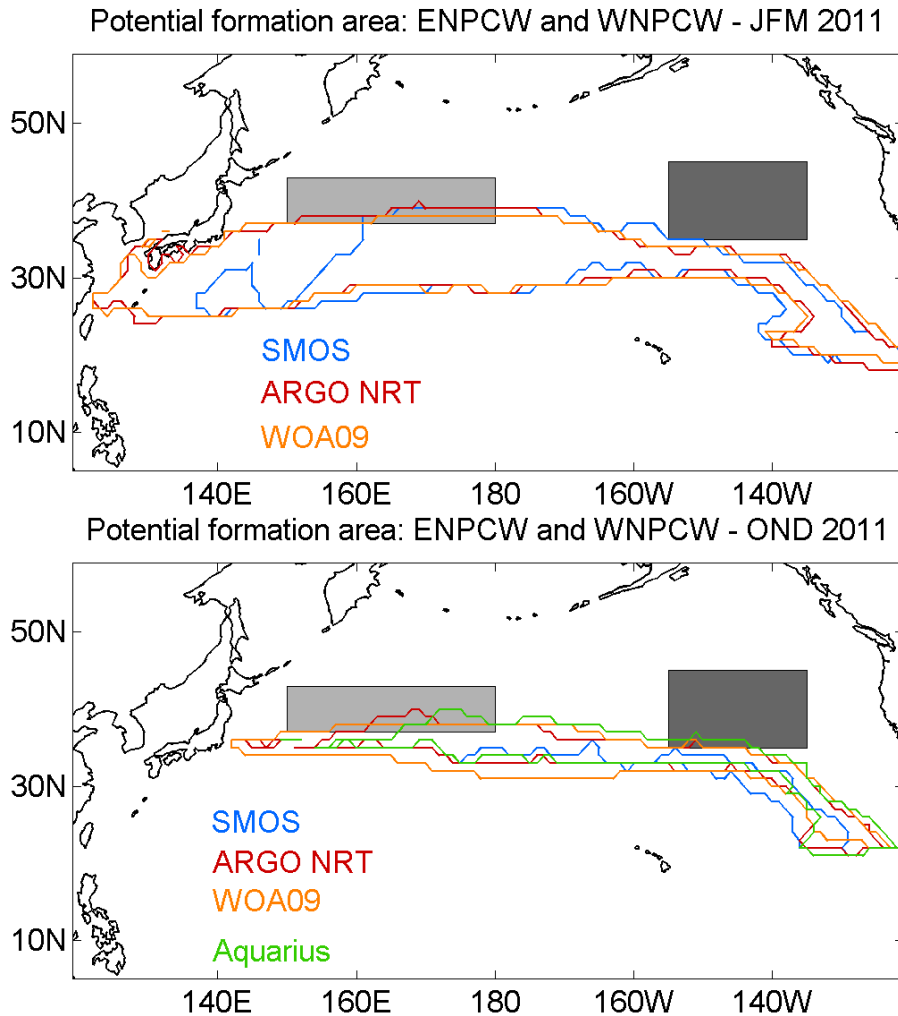 Potential formation area: ENPCW and WNPCW - JFM 2011
50N
30N
10N
SMOS
ARGO NRT
WOA09
140E 160E 180 160W 140W
Potential formation area: ENPCW and WNPCW - OND 2011
50N
30N
10N
SMOS
ARGO NRT
WOA09
Aquarius
140E 160E 180 160W 140W